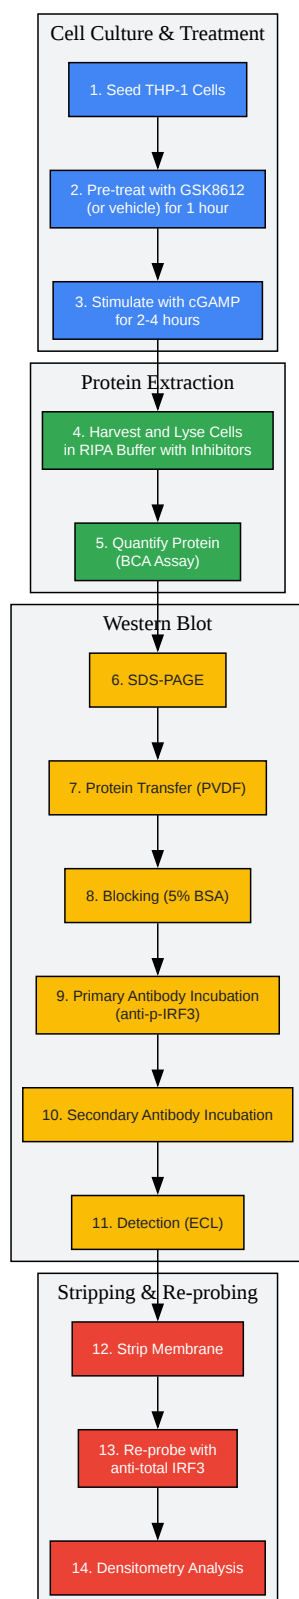 Cell Culture & Treatment
1. Seed THP-1 Cells
2. Pre-treat with GSK8612
(or vehicle) for 1 hour
3. Stimulate with cGAMP
for 2-4 hours
Protein Extraction
4. Harvest and Lyse Cells
in RIPA Buffer with Inhibitors
5. Quantify Protein
(BCA Assay)
Western Blot
6. SDS-PAGE
7. Protein Transfer (PVDF)
8. Blocking (5% BSA)
9. Primary Antibody Incubation
(anti-p-IRF3)
10. Secondary Antibody Incubation
11. Detection (ECL)
Stripping & Re-probing
12. Strip Membrane
13. Re-probe with
anti-total IRF3
14. Densitometry Analysis